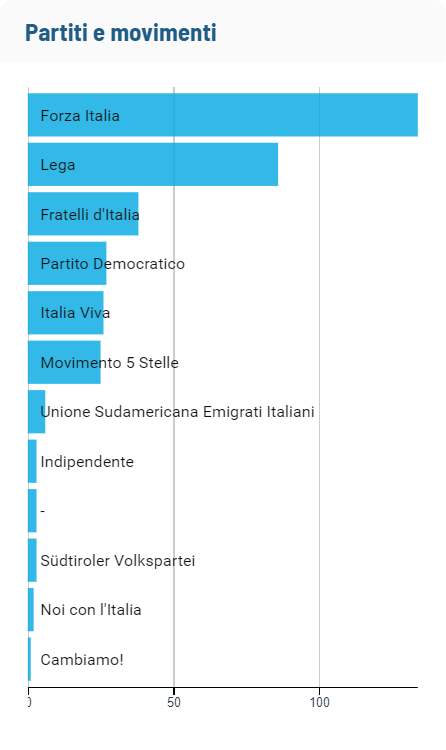 Partiti e movimenti
Forza Italia
Lega
Fratelli d'Italia
Partito Democratico
Italia Viva
Movimento 5 Stelle
Unione Sudamericana Emigrati Italiani
Indipendente
-
Südtiroler Volkspartei
Noi con l'Italia
Cambiamo!
0 50 100